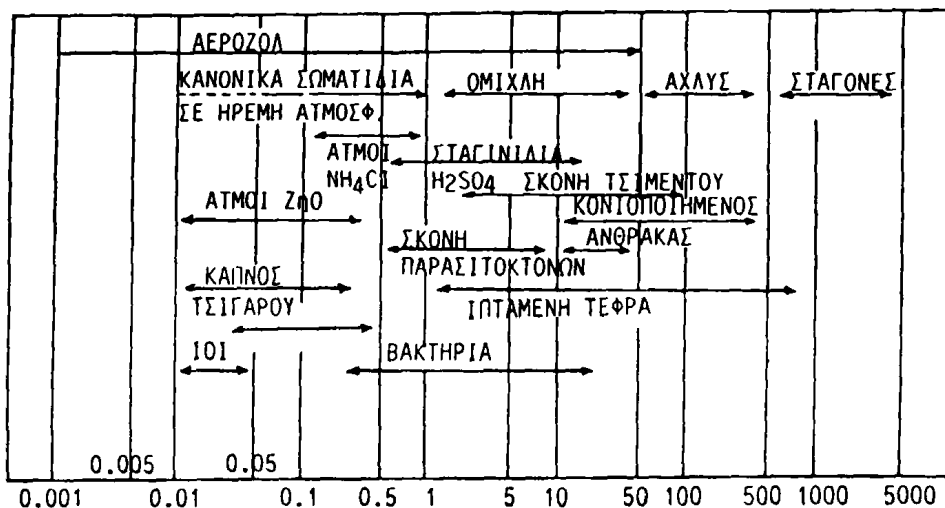 ΑΕΡΟΖΟΛ
ΚΑΝΟΝΙΚΑ ΣΩΜΑΤΙΔΙΑ ΟΜΙΧΛΗ ΑΧΛΥΣ ΣΤΑΓΟΝΕΣ
ΣΕ ΗΡΕΜΗ ΑΤΜΟΣΦ.
ΑΤΜΟΙ ΣΤΑΓΙΝΙΔΙΑ
NH4Cl H2SO4 ΣΚΟΝΗ ΤΣΙΜΕΝΤΟΥ
ΑΤΜΟΙ ZnO ΚΟΝΙΟΠΟΙΗΜΕΝΟΣ
ΣΚΟΝΗ ΑΝΘΡΑΚΑΣ
ΠΑΡΑΣΙΤΟΚΤΟΝΩΝ
ΚΑΠΝΟΣ
ΤΣΙΓΑΡΟΥ ΙΠΤΑΜΕΝΗ ΤΕΦΡΑ
ΙΟΙ ΒΑΚΤΗΡΙΑ
0.005 0.05
0.001 0.01 0.1 0.5 1 5 10 50 100 500 1000 5000